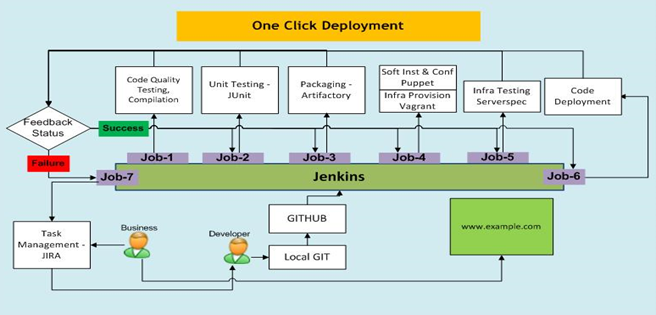 One Click Deployment
Code Quality
Testing,
Compilation
Unit Testing -
JUnit
Packaging -
Artifactory
Soft Inst & Conf
Puppet
Infra Provision
Vagrant
Infra Testing
Serverspec
Code
Deployment
Feedback
Status
Success
Failure
Job-1
Job-2
Job-3
Job-4
Job-5
Job-7
Jenkins
Job-6
Task
Management -
JIRA
Business
Developer
GITHUB
Local GIT
www.example.com